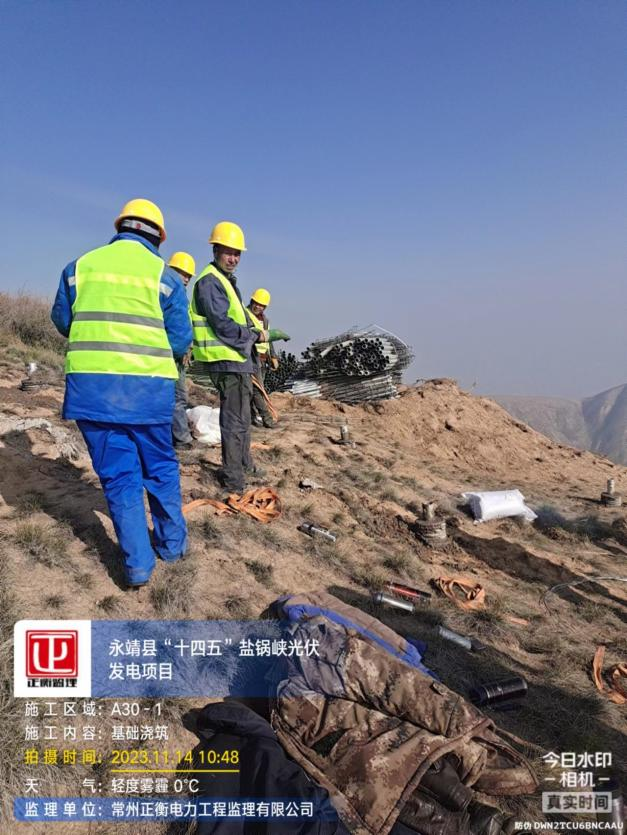 永靖县“十四五”盐锅峡光伏
发电项目
正衡监理
施工区域：A30-1
施工内容：基础浇筑
拍摄时间：2023.11.14 10:48
天气：轻度雾霾 0℃
监理单位：常州正衡电力工程监理有限公司
今日水印
-相机-
真实时间
防伪 DWN2TCU6BNCAAU